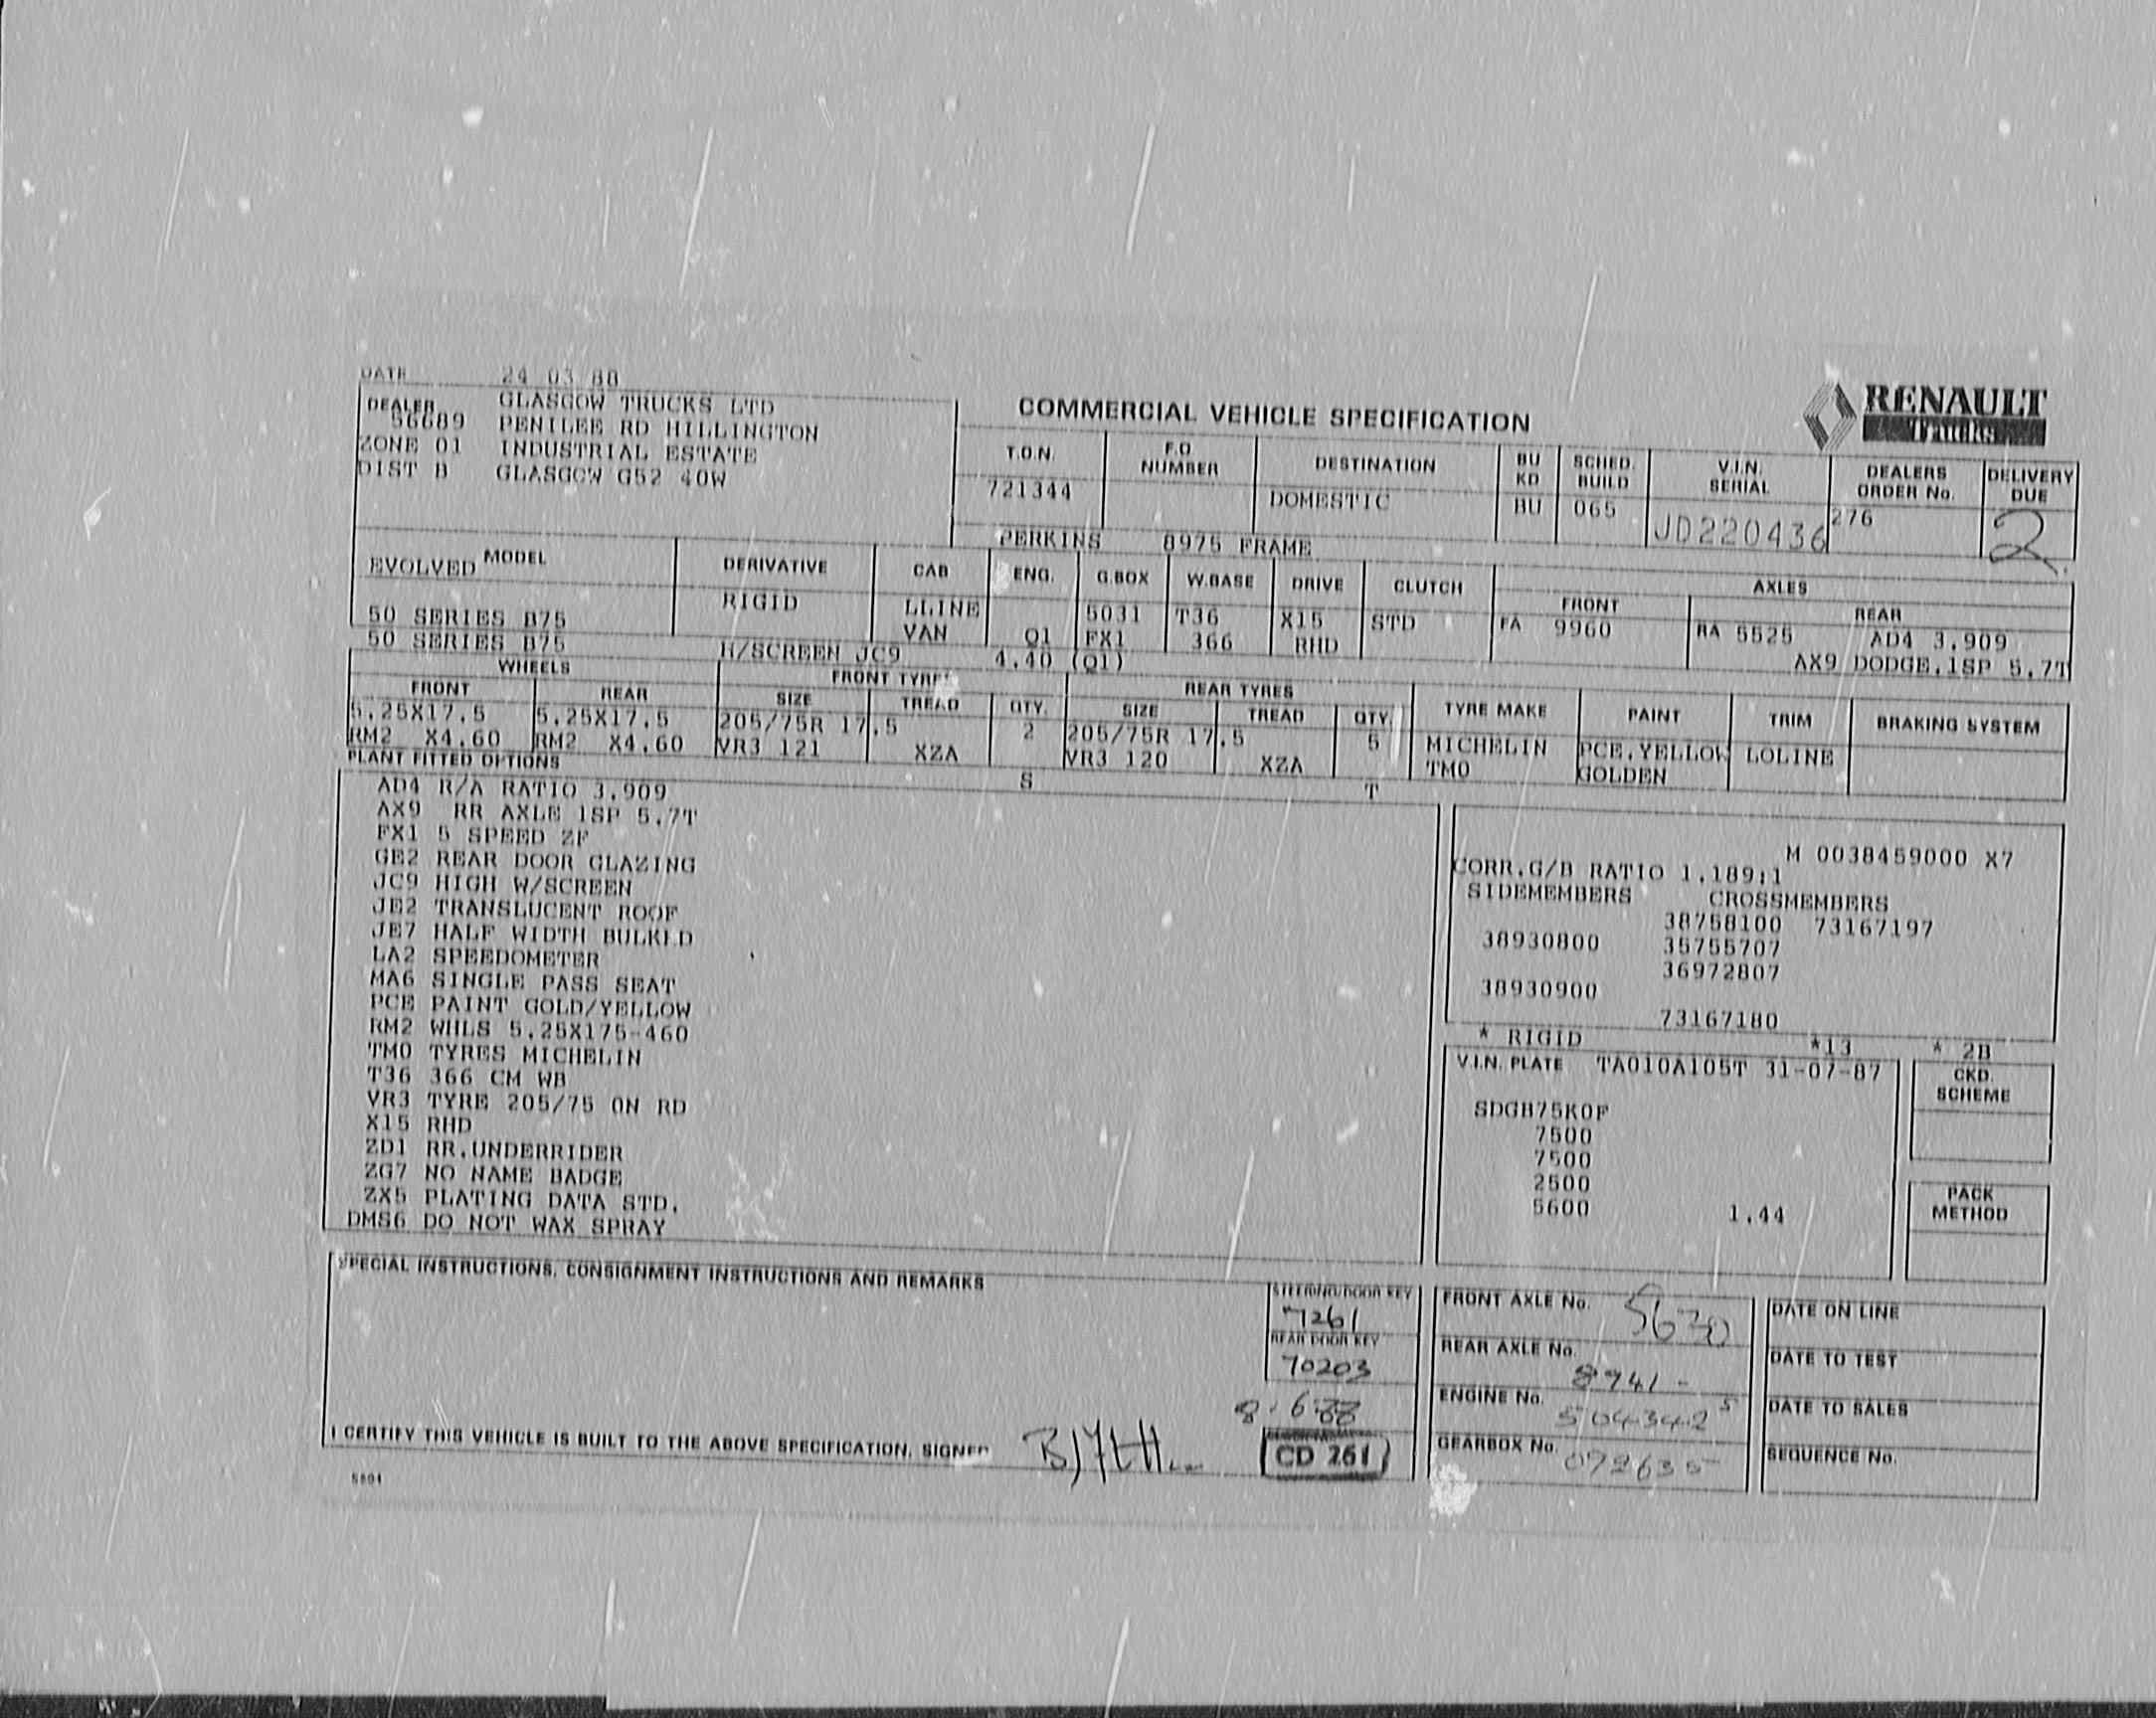 DATE 24 03 88
DEALER GLASGOW TRUCKS LTD
56689 PENILEE RD HILLINGTON
ZONE 01 INDUSTRIAL ESTATE
DIST B GLASGOW G52 4OW
COMMERCIAL VEHICLE SPECIFICATION
RENAULT
Trucks
T.O.N. F.O NUMBER DESTINATION BU KD SCHED. BUILD V.I.N. SERIAL DEALERS ORDER No. DELIVERY DUE
721344 DOMESTIC BU 065 JD220436 276 2
PERKINS 8975 FRAME
EVOLVED MODEL DERIVATIVE CAB ENG. G.BOX W.BASE DRIVE CLUTCH AXLES
FRONT REAR
50 SERIES B75 RIGID LLINE 5031 T36 X15 STD FA 9960 RA 5525 AD4 3.909
50 SERIES B75 H/SCREEN JC9 VAN Q1 FX1 366 RHD AX9 DODGE.1SP 5.7T
4.40 (Q1)
WHEELS FRONT TYRES REAR TYRES
FRONT REAR SIZE TREAD QTY. SIZE TREAD QTY. TYRE MAKE PAINT TRIM BRAKING SYSTEM
5.25X17.5 5.25X17.5 205/75R 17.5 2 205/75R 17.5 5 MICHELIN PCE.YELLOW LOLINE
RM2 X4.60 RM2 X4.60 VR3 121 XZA VR3 120 XZA TM0 GOLDEN
PLANT FITTED OPTIONS S T
AD4 R/A RATIO 3.909
AX9 RR AXLE 1SP 5.7T
FX1 5 SPEED ZF
GE2 REAR DOOR GLAZING
JC9 HIGH W/SCREEN
JE2 TRANSLUCENT ROOF
JE7 HALF WIDTH BULKHD
LA2 SPEEDOMETER
MA6 SINGLE PASS SEAT
PCE PAINT GOLD/YELLOW
RM2 WHLS 5.25X175-460
TM0 TYRES MICHELIN
T36 366 CM WB
VR3 TYRE 205/75 ON RD
X15 RHD
ZD1 RR.UNDERRIDER
ZG7 NO NAME BADGE
ZX5 PLATING DATA STD.
DMS6 DO NOT WAX SPRAY
M 0038459000 X7
CORR.G/B RATIO 1.189:1
SIDEMEMBERS CROSSMEMBERS
38758100 73167197
38930800 35755707
36972807
38930900
73167180
* RIGID *13 * 2B
V.I.N. PLATE TA010A105T 31-07-87
CKD. SCHEME
SDGB75K0F
7500
7500
2500
5600 1.44
PACK METHOD
SPECIAL INSTRUCTIONS, CONSIGNMENT INSTRUCTIONS AND REMARKS
STEERING/DOOR KEY
7261
REAR DOOR KEY
70203
8.6.88
CD 261
FRONT AXLE No. 5630
REAR AXLE No. 8941 -
ENGINE No. 504342 5
GEARBOX No. 072635
DATE ON LINE
DATE TO TEST
DATE TO SALES
SEQUENCE No.
I CERTIFY THIS VEHICLE IS BUILT TO THE ABOVE SPECIFICATION, SIGNED